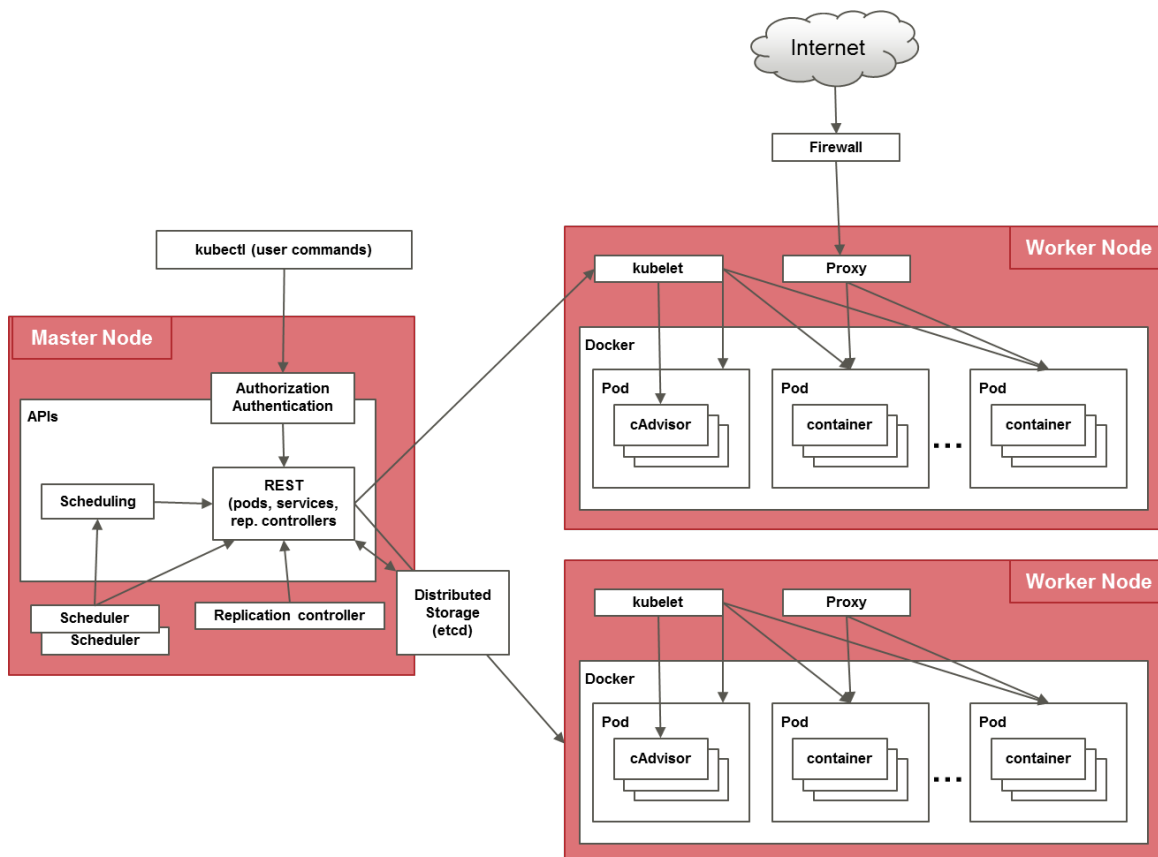 Internet
Firewall
kubectl (user commands)
Master Node
Authorization
Authentication
APIs
Scheduling
REST
(pods, services,
rep. controllers
Scheduler
Scheduler
Replication controller
Distributed
Storage
(etcd)
Worker Node
kubelet
Proxy
Docker
Pod
cAdvisor
Pod
container
...
Pod
container
Worker Node
kubelet
Proxy
Docker
Pod
cAdvisor
Pod
container
...
Pod
container